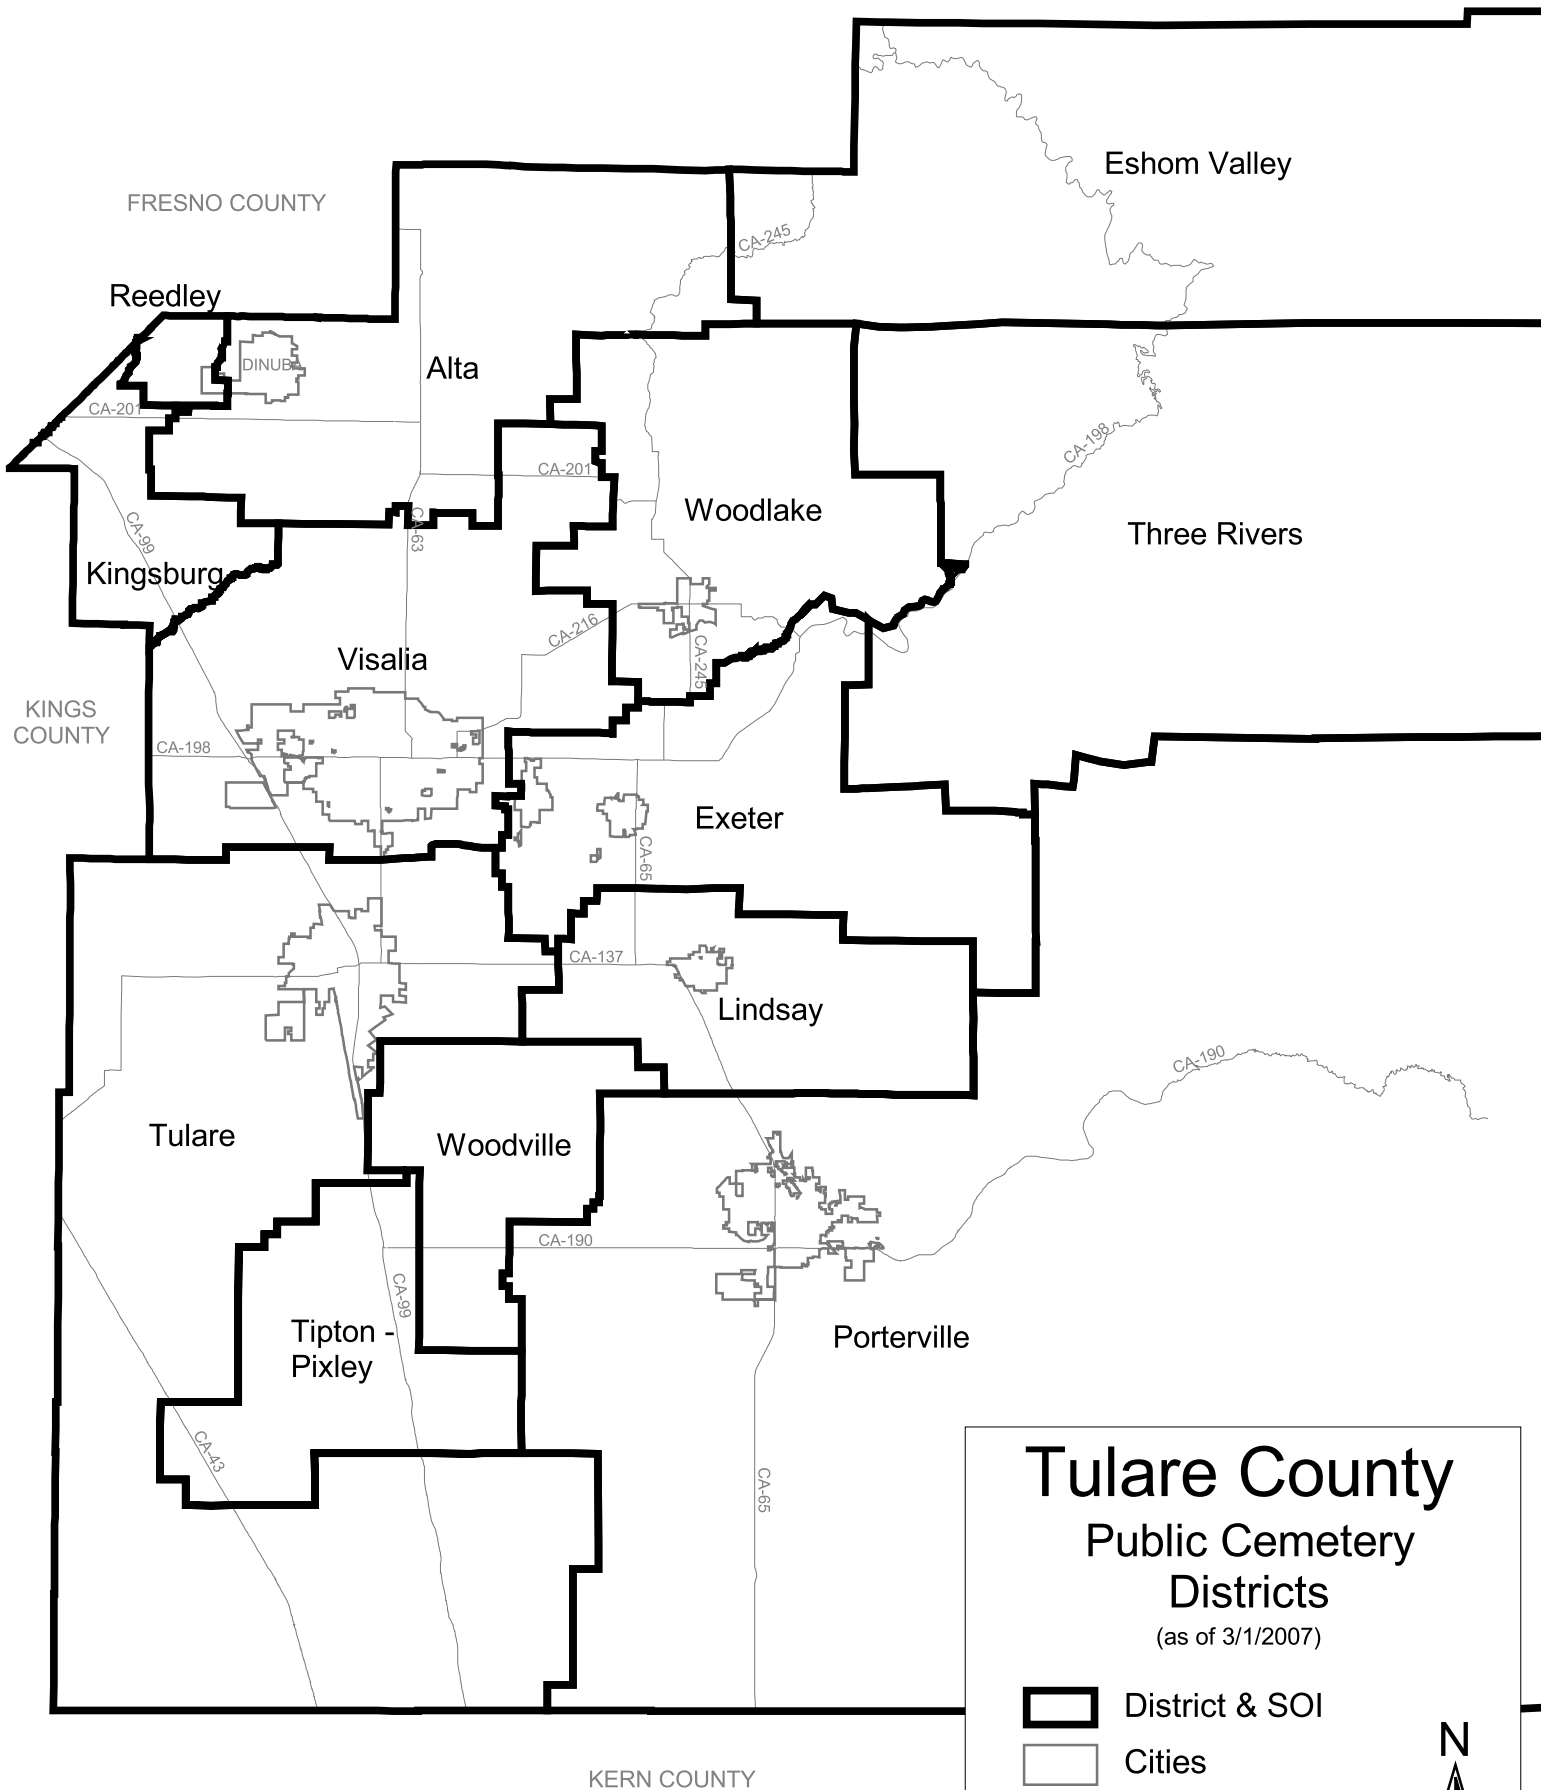 Eshom Valley
FRESNO COUNTY
CA-245
Reedley
DINUBA
Alta
CA-201
CA-198
CA-201
Woodlake
CA-99
CA-63
Three Rivers
Kingsburg
CA-216
Visalia
CA-245
KINGS
COUNTY
CA-198
Exeter
CA-65
CA-137
Lindsay
CA-190
Tulare
Woodville
CA-190
CA-99
Tipton -
Pixley
Porterville
CA-43
CA-65
Tulare County
Public Cemetery
Districts
(as of 3/1/2007)
District & SOI
N
Cities
KERN COUNTY